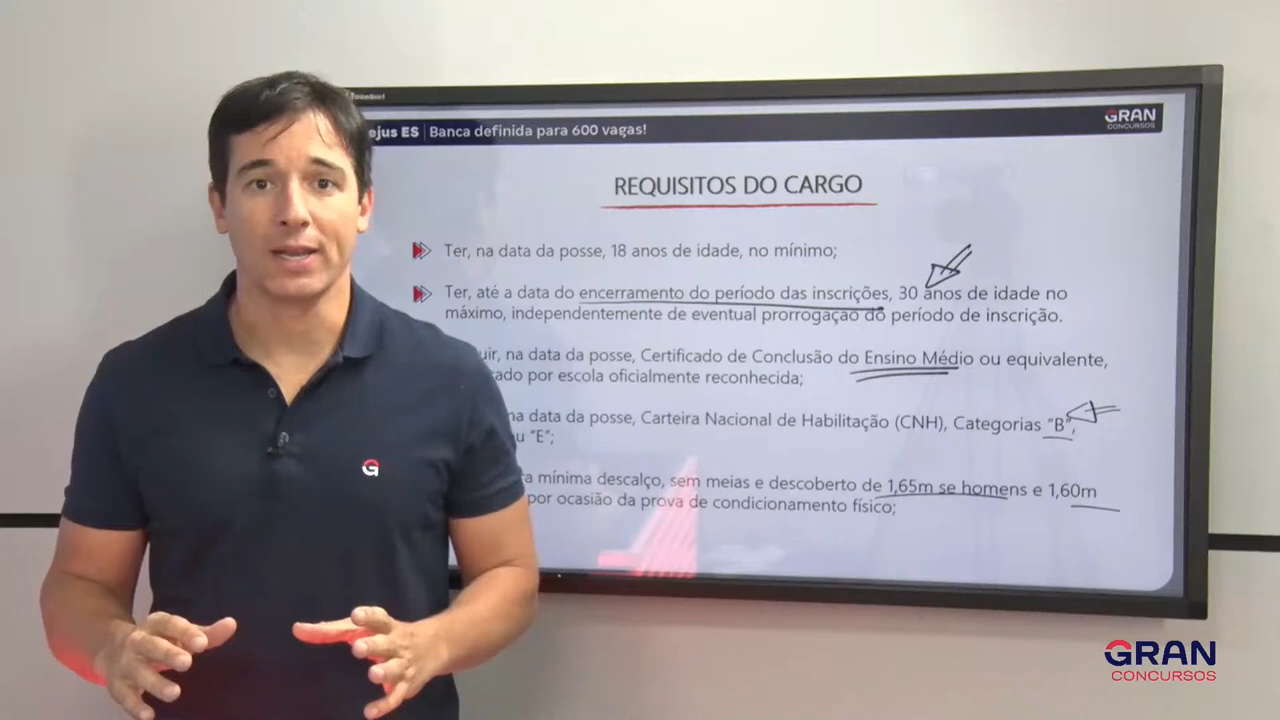 ejus ES | Banca definida para 600 vagas!
GRAN
CONCURSOS
REQUISITOS DO CARGO
Ter, na data da posse, 18 anos de idade, no mínimo;
Ter, até a data do encerramento do período das inscrições, 30 anos de idade no
máximo, independentemente de eventual prorrogação do período de inscrição.
uir, na data da posse, Certificado de Conclusão do Ensino Médio ou equivalente,
cado por escola oficialmente reconhecida;
na data da posse, Carteira Nacional de Habilitação (CNH), Categorias "B",
ou "E";
a mínima descalço, sem meias e descoberto de 1,65m se homens e 1,60m
por ocasião da prova de condicionamento físico;
GRAN
CONCURSOS